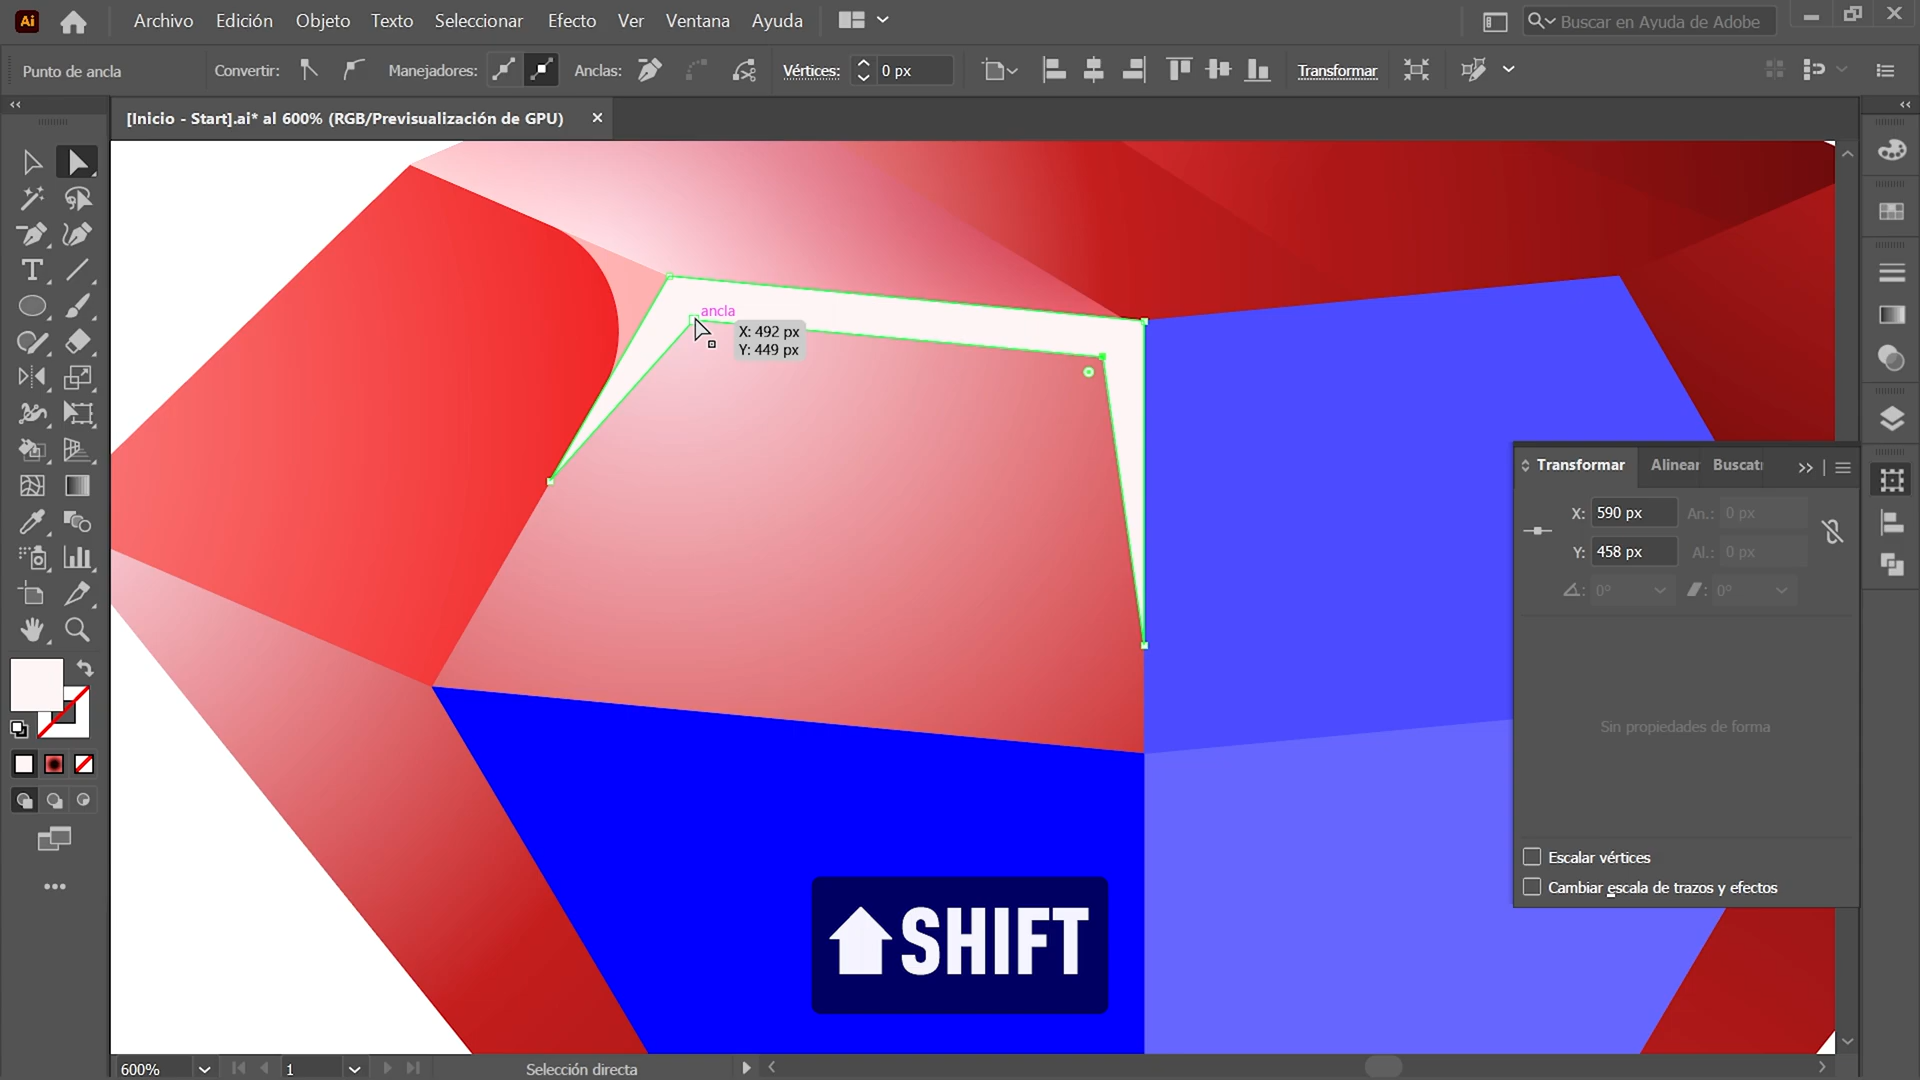 Ai
Archivo Edición Objeto Texto Seleccionar Efecto Ver Ventana Ayuda
Buscar en Ayuda de Adobe
Punto de ancla
Convertir:
Manejadores:
Anclas:
Vértices: 0 px
Transformar
[Inicio - Start].ai* al 600% (RGB/Previsualización de GPU)
ancla
X: 492 px
Y: 449 px
Transformar Alinear Buscat
X: 590 px An.: 0 px
Y: 458 px Al.: 0 px
0° 0°
Sin propiedades de forma
Escalar vértices
Cambiar escala de trazos y efectos
SHIFT
600% 1 Selección directa